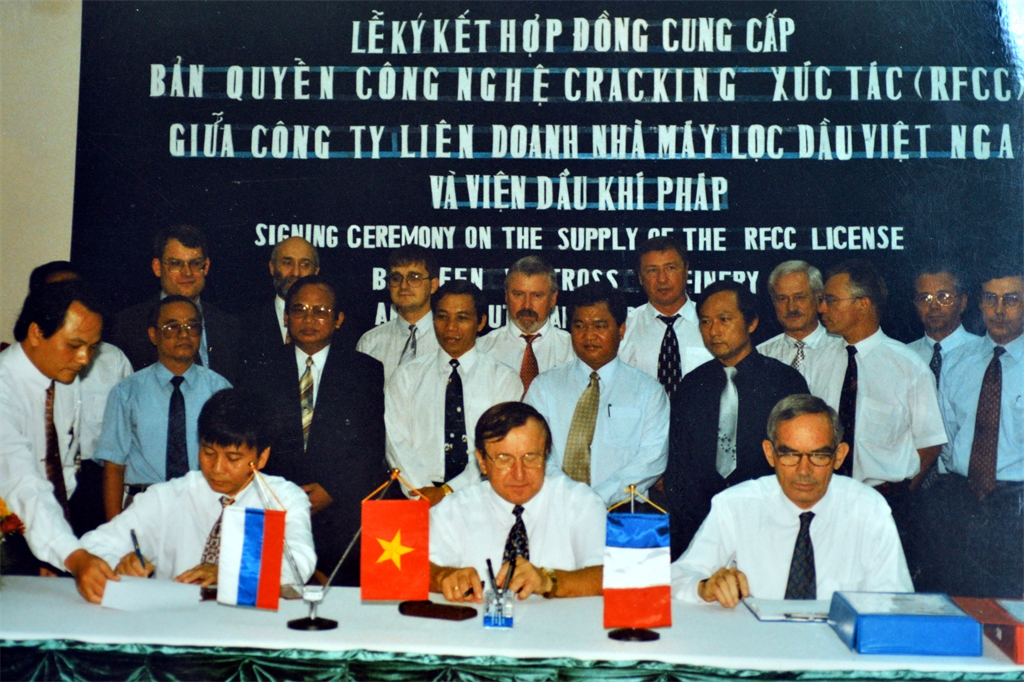 LỄ KÝ KẾT HỢP ĐỒNG CUNG CẤP
BẢN QUYỀN CÔNG NGHỆ CRACKING XÚC TÁC (RFCC)
GIỮA CÔNG TY LIÊN DOANH NHÀ MÁY LỌC DẦU VIỆT NGA
VÀ VIỆN DẦU KHÍ PHÁP
SIGNING CEREMONY ON THE SUPPLY OF THE RFCC LICENSE